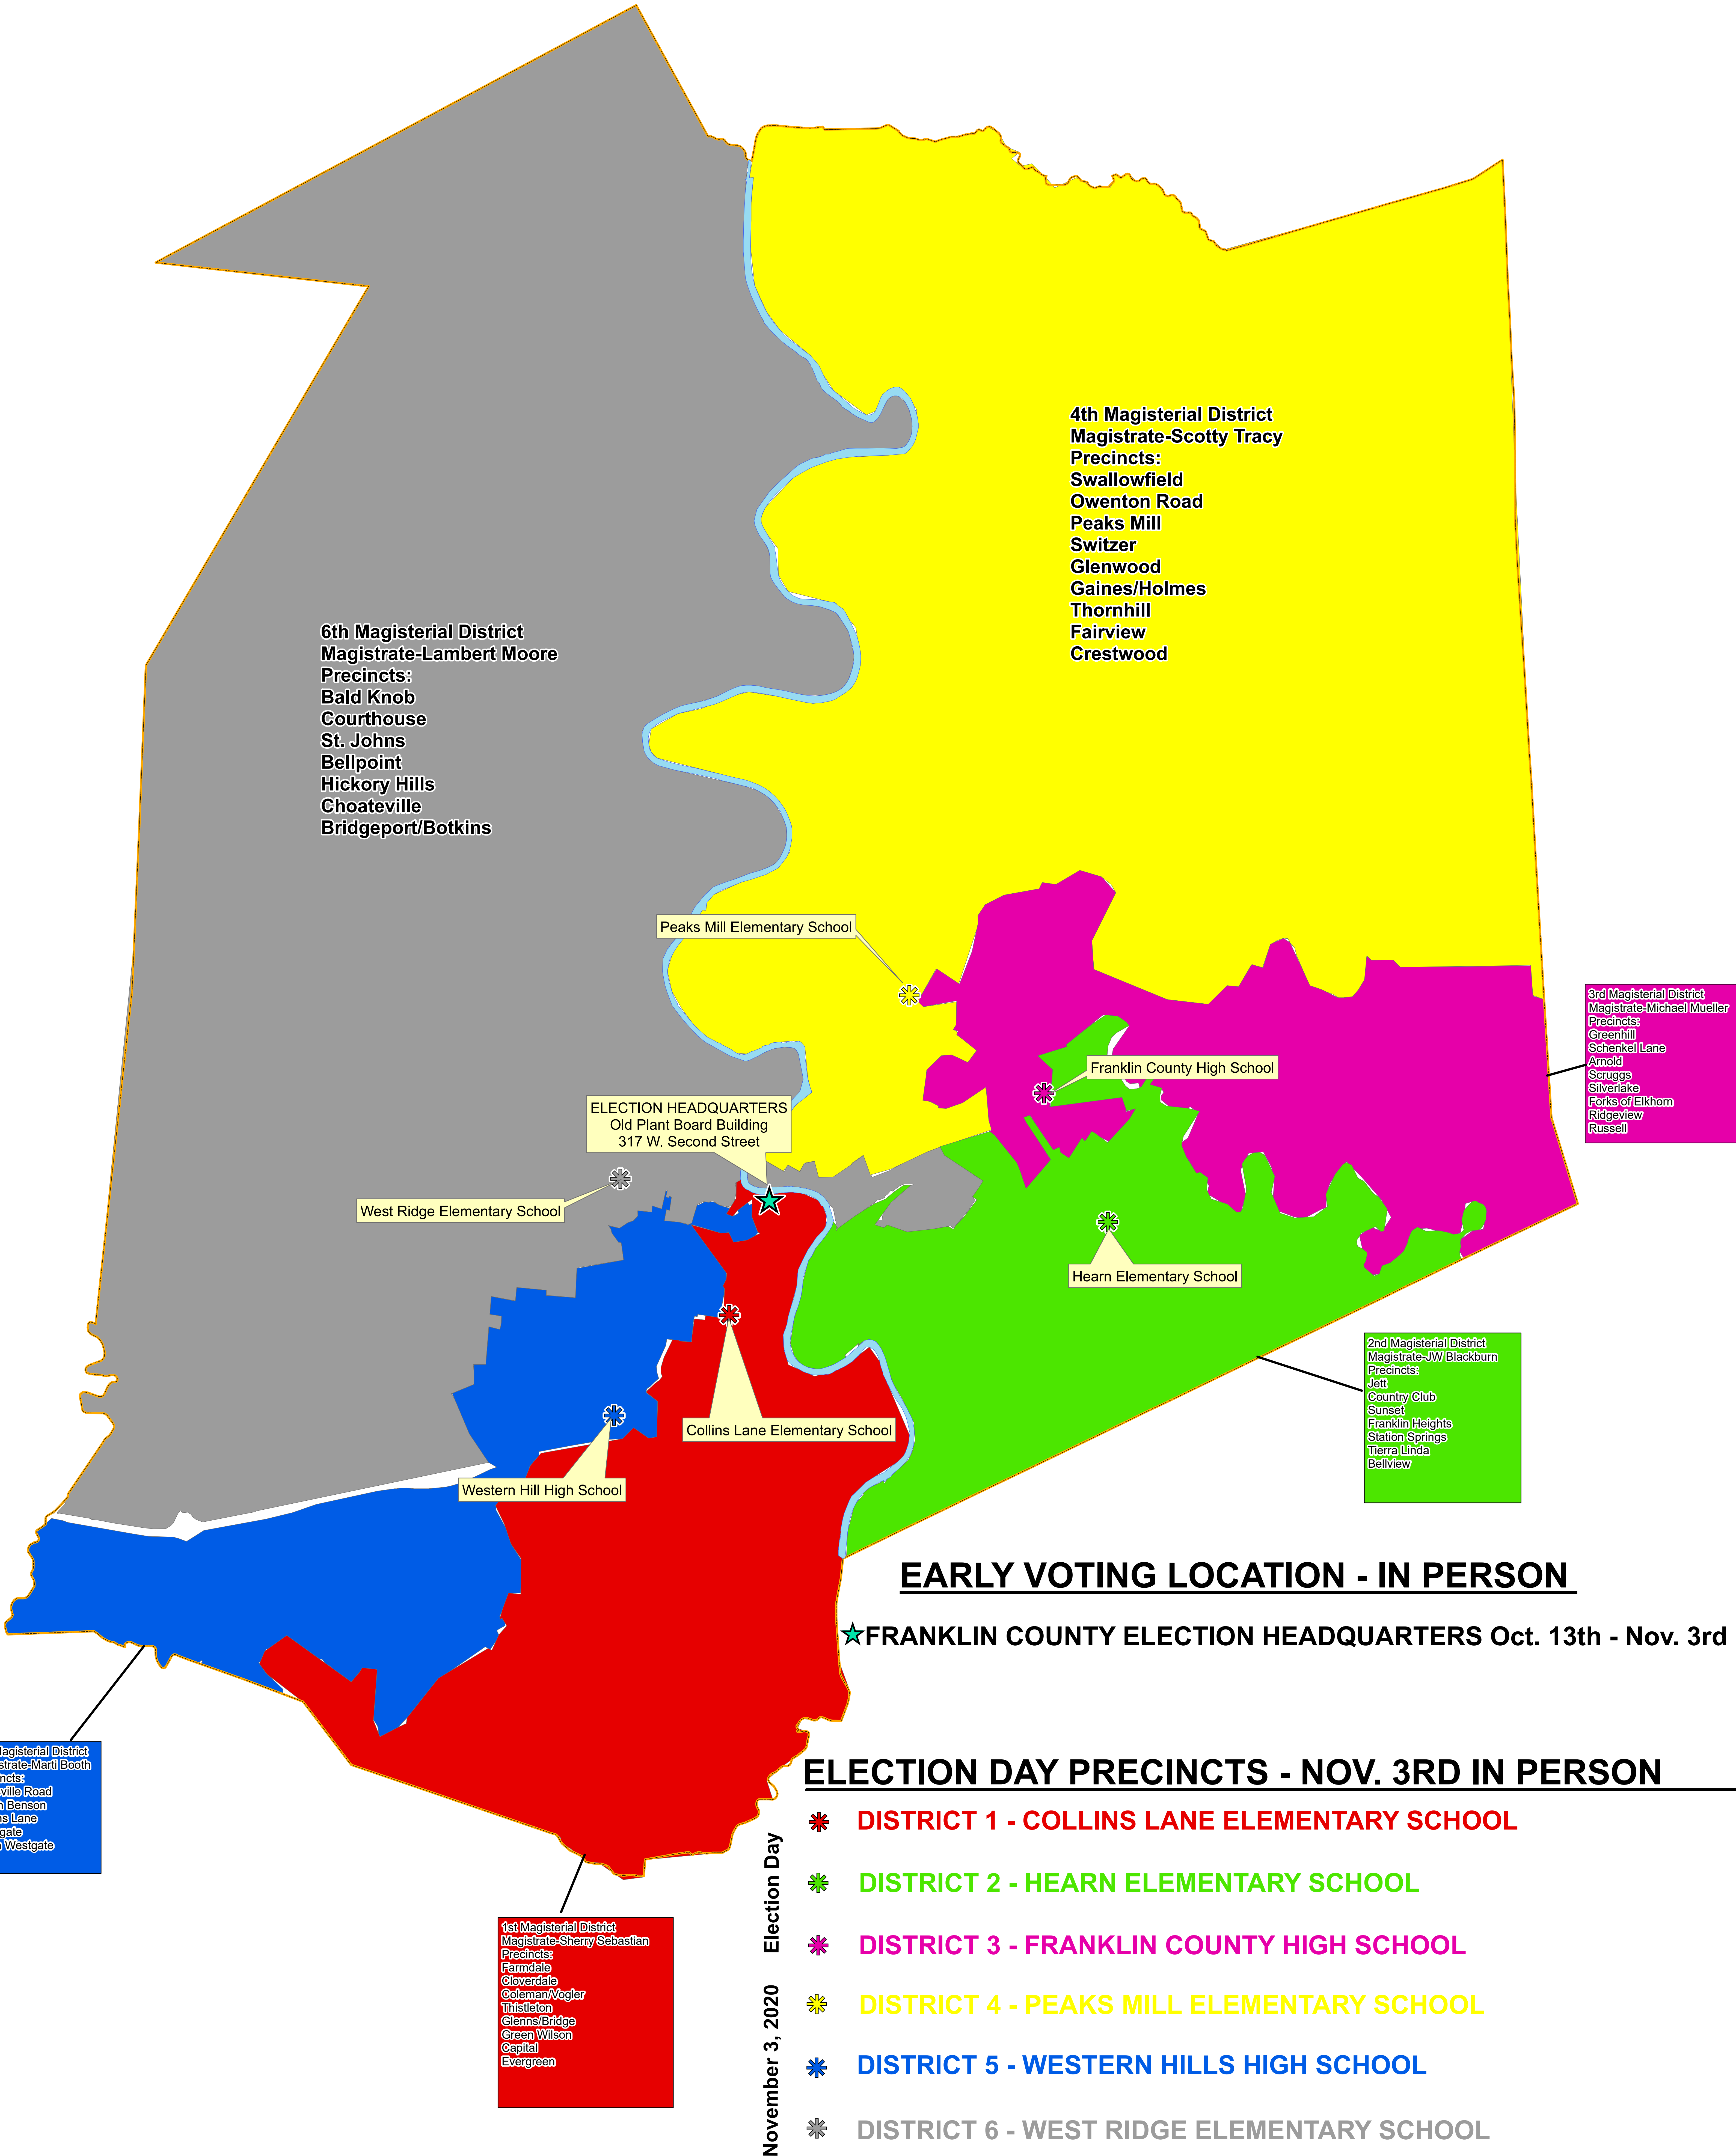 4th Magisterial District
Magistrate-Scotty Tracy
Precincts:
Swallowfield
Owenton Road
Peaks Mill
Switzer
Glenwood
Gaines/Holmes
Thornhill
Fairview
Crestwood
6th Magisterial District
Magistrate-Lambert Moore
Precincts:
Bald Knob
Courthouse
St. Johns
Bellpoint
Hickory Hills
Choateville
Bridgeport/Botkins
Peaks Mill Elementary School
3rd Magisterial District
Magistrate-Michael Mueller
Precincts:
Greenhill
Schenkel Lane
Arnold
Scruggs
Silverlake
Forks of Elkhorn
Ridgeview
Russell
Franklin County High School
ELECTION HEADQUARTERS
Old Plant Board Building
317 W. Second Street
West Ridge Elementary School
Hearn Elementary School
2nd Magisterial District
Magistrate-JW Blackburn
Precincts:
Jett
Country Club
Sunset
Franklin Heights
Station Springs
Tierra Linda
Bellview
Collins Lane Elementary School
Western Hill High School
EARLY VOTING LOCATION - IN PERSON
FRANKLIN COUNTY ELECTION HEADQUARTERS Oct. 13th - Nov. 3rd
District
Booth
Road
Benson
Lane
Westgate
1st Magisterial District
Magistrate-Sherry Sebastian
Precincts:
Farmdale
Cloverdale
Coleman/Vogler
Thistleton
Glenns/Bridge
Green Wilson
Capital
Evergreen
ELECTION DAY PRECINCTS - NOV. 3RD IN PERSON
DISTRICT 1 - COLLINS LANE ELEMENTARY SCHOOL
DISTRICT 2 - HEARN ELEMENTARY SCHOOL
DISTRICT 3 - FRANKLIN COUNTY HIGH SCHOOL
DISTRICT 4 - PEAKS MILL ELEMENTARY SCHOOL
DISTRICT 5 - WESTERN HILLS HIGH SCHOOL
DISTRICT 6 - WEST RIDGE ELEMENTARY SCHOOL
November 3, 2020 Election Day